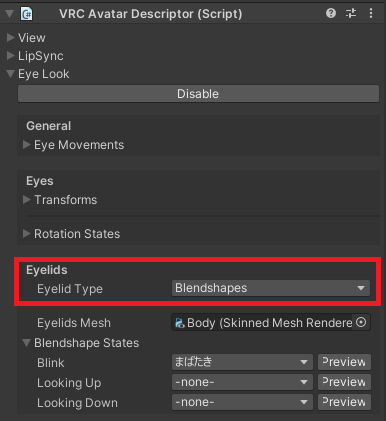 VRC Avatar Descriptor (Script)
View
LipSync
Eye Look
Disable
General
Eye Movements
Eyes
Transforms
Rotation States
Eyelids
Eyelid Type Blendshapes
Eyelids Mesh Body (Skinned Mesh Rendere
Blendshape States
Blink まばたき Preview
Looking Up -none- Preview
Looking Down -none- Preview